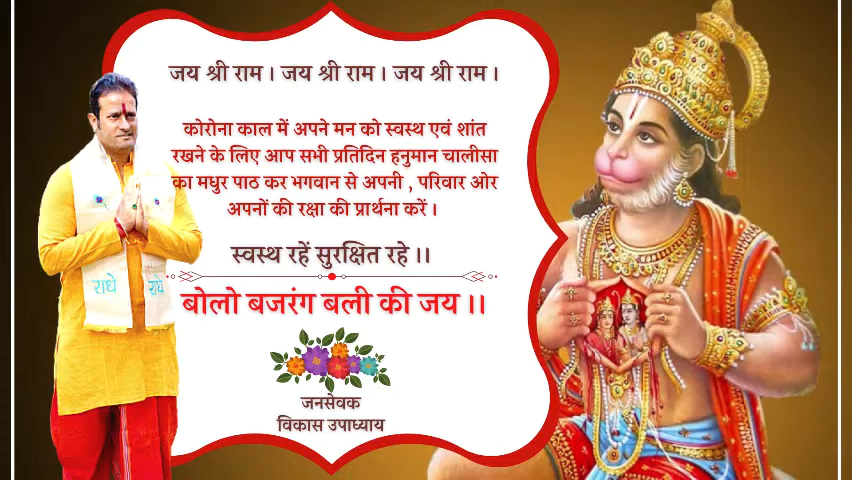 जय श्री राम । जय श्री राम । जय श्री राम ।
कोरोना काल में अपने मन को स्वस्थ एवं शांत
रखने के लिए आप सभी प्रतिदिन हनुमान चालीसा
का मधुर पाठ कर भगवान से अपनी , परिवार ओर
अपनों की रक्षा की प्रार्थना करें ।
स्वस्थ रहें सुरक्षित रहे ।।
बोलो बजरंग बली की जय ।।
जनसेवक
विकास उपाध्याय
राधे राधे